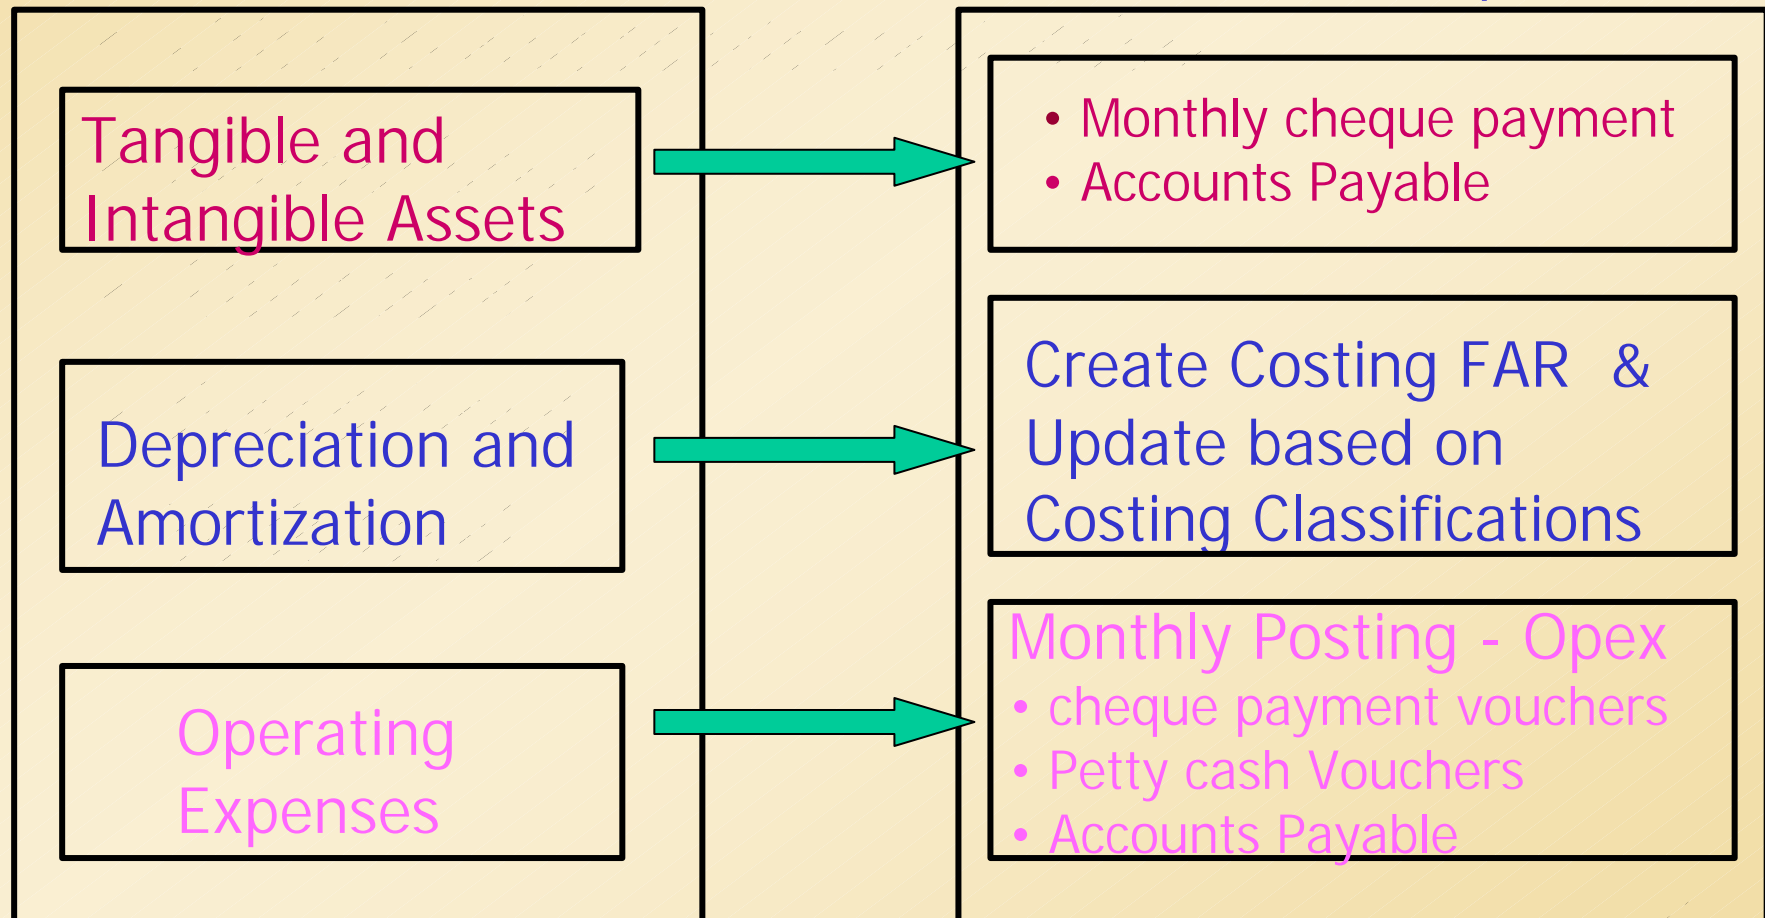 Tangible and
Intangible Assets
• Monthly cheque payment
• Accounts Payable
Depreciation and
Amortization
Create Costing FAR &
Update based on
Costing Classifications
Operating
Expenses
Monthly Posting - Opex
• cheque payment vouchers
• Petty cash Vouchers
• Accounts Payable